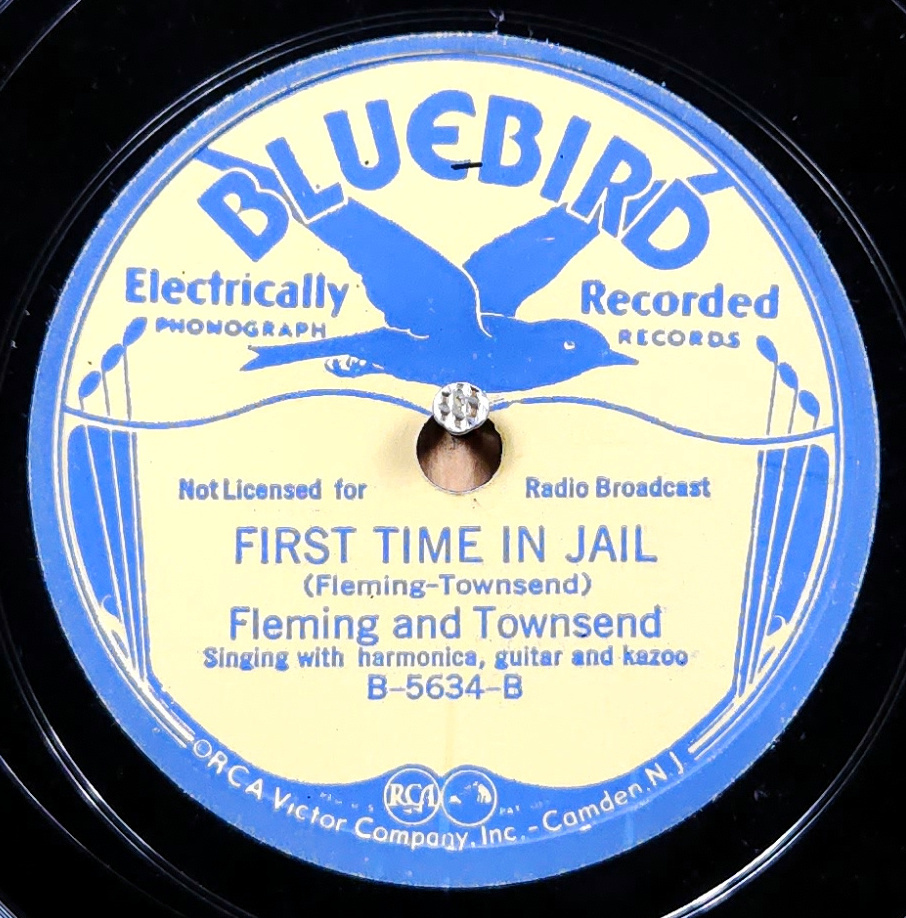 BLUEBIRD
Electrically Recorded
PHONOGRAPH RECORDS
Not Licensed for Radio Broadcast
FIRST TIME IN JAIL
(Fleming-Townsend)
Fleming and Townsend
Singing with harmonica, guitar and kazoo
B-5634-B
RCA
RCA Victor Company, Inc.-Camden, N.J.